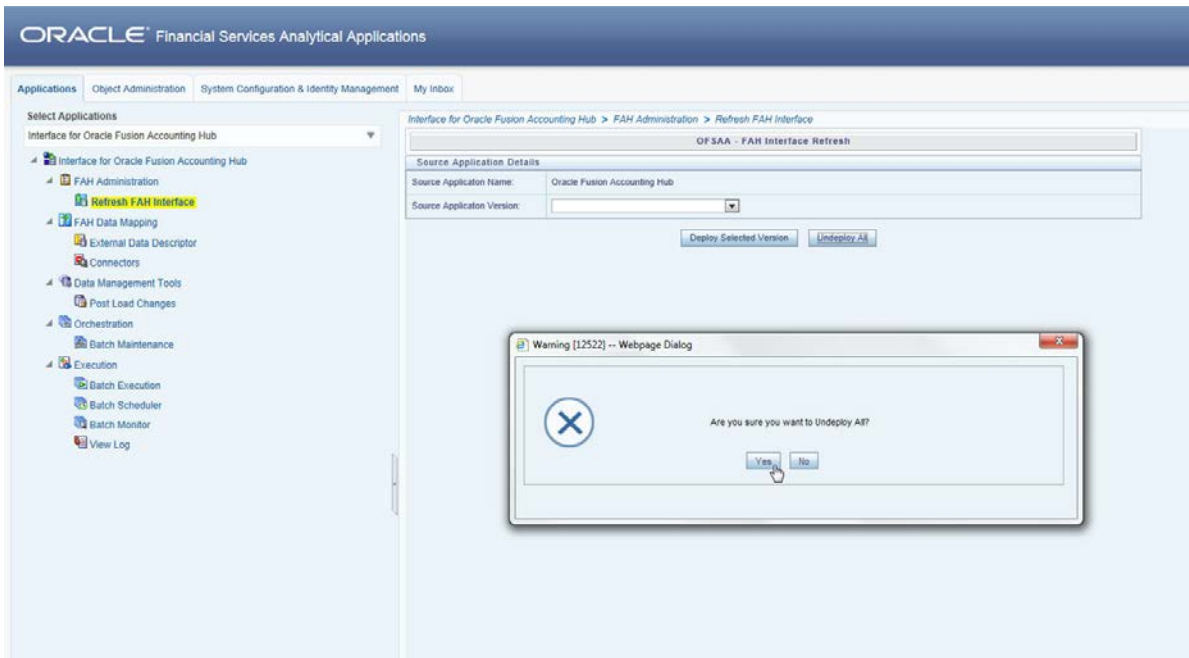 ORACLE Financial Services Analytical Applications
Applications Object Administration System Configuration & Identity Management My Inbox
Select Applications
Interface for Oracle Fusion Accounting Hub
Interface for Oracle Fusion Accounting Hub
FAH Administration
Refresh FAH Interface
FAH Data Mapping
External Data Descriptor
Connectors
Data Management Tools
Post Load Changes
Orchestration
Batch Maintenance
Execution
Batch Execution
Batch Scheduler
Batch Monitor
View Log
Interface for Oracle Fusion Accounting Hub > FAH Administration > Refresh FAH Interface
OFSAA - FAH Interface Refresh
Source Application Details
Source Applicaton Name: Oracle Fusion Accounting Hub
Source Applicaton Version:
Deploy Selected Version Undeploy All
Warning [12522] -- Webpage Dialog
Are you sure you want to Undeploy All?
Yes No